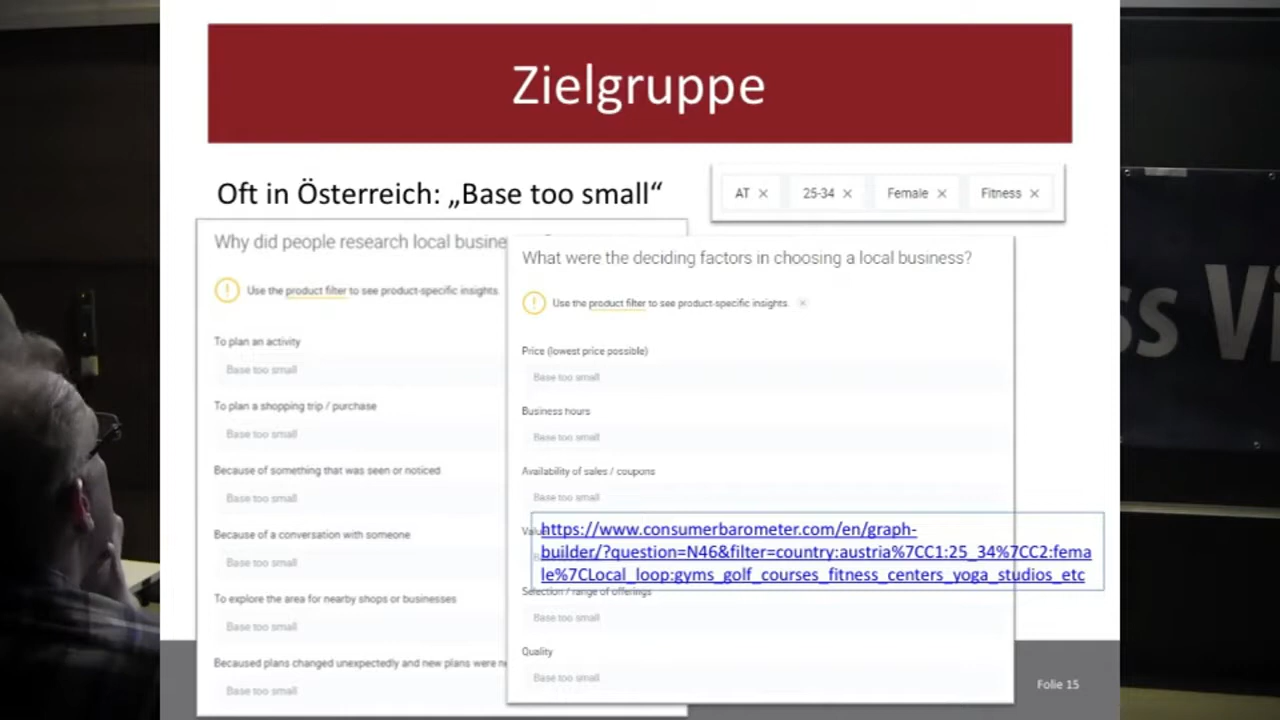 Zielgruppe
Oft in Österreich: „Base too small“
AT × 25-34 × Female × Fitness ×
Why did people research local
! Use the product filter to see product-specific insights.
To plan an activity
Base too small
To plan a shopping trip / purchase
Base too small
Because of something that was seen or noticed
Base too small
Because of a conversation with someone
Base too small
To explore the area for nearby shops or businesses
Base too small
Becaused plans changed unexpectedly and new plans were
Base too small
What were the deciding factors in choosing a local business?
! Use the product filter to see product-specific insights. ×
Price (lowest price possible)
Base too small
Business hours
Base too small
Availability of sales / coupons
Base too small
https://www.consumerbarometer.com/en/graph-
builder/?question=N46&filter=country:austria%7CC1:25_34%7CC2:fema
le%7CLocal_loop:gyms_golf_courses_fitness_centers_yoga_studios_etc
Selection / range of offerings
Base too small
Quality
Base too small
Folie 15
ss